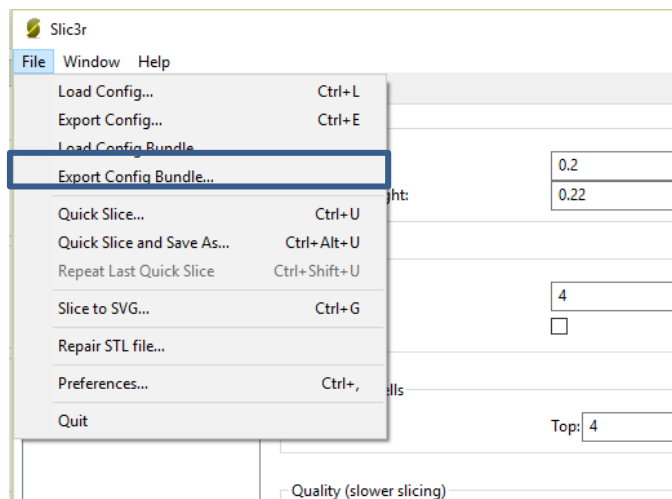 Slic3r
File Window Help
Load Config... Ctrl+L
Export Config... Ctrl+E
Load Config Bundle
Export Config Bundle...
0.2
ght: 0.22
Quick Slice... Ctrl+U
Quick Slice and Save As... Ctrl+Alt+U
Repeat Last Quick Slice Ctrl+Shift+U
Slice to SVG... Ctrl+G
4
Repair STL file...
Preferences... Ctrl+,
ells
Quit
Top: 4
Quality (slower slicing)